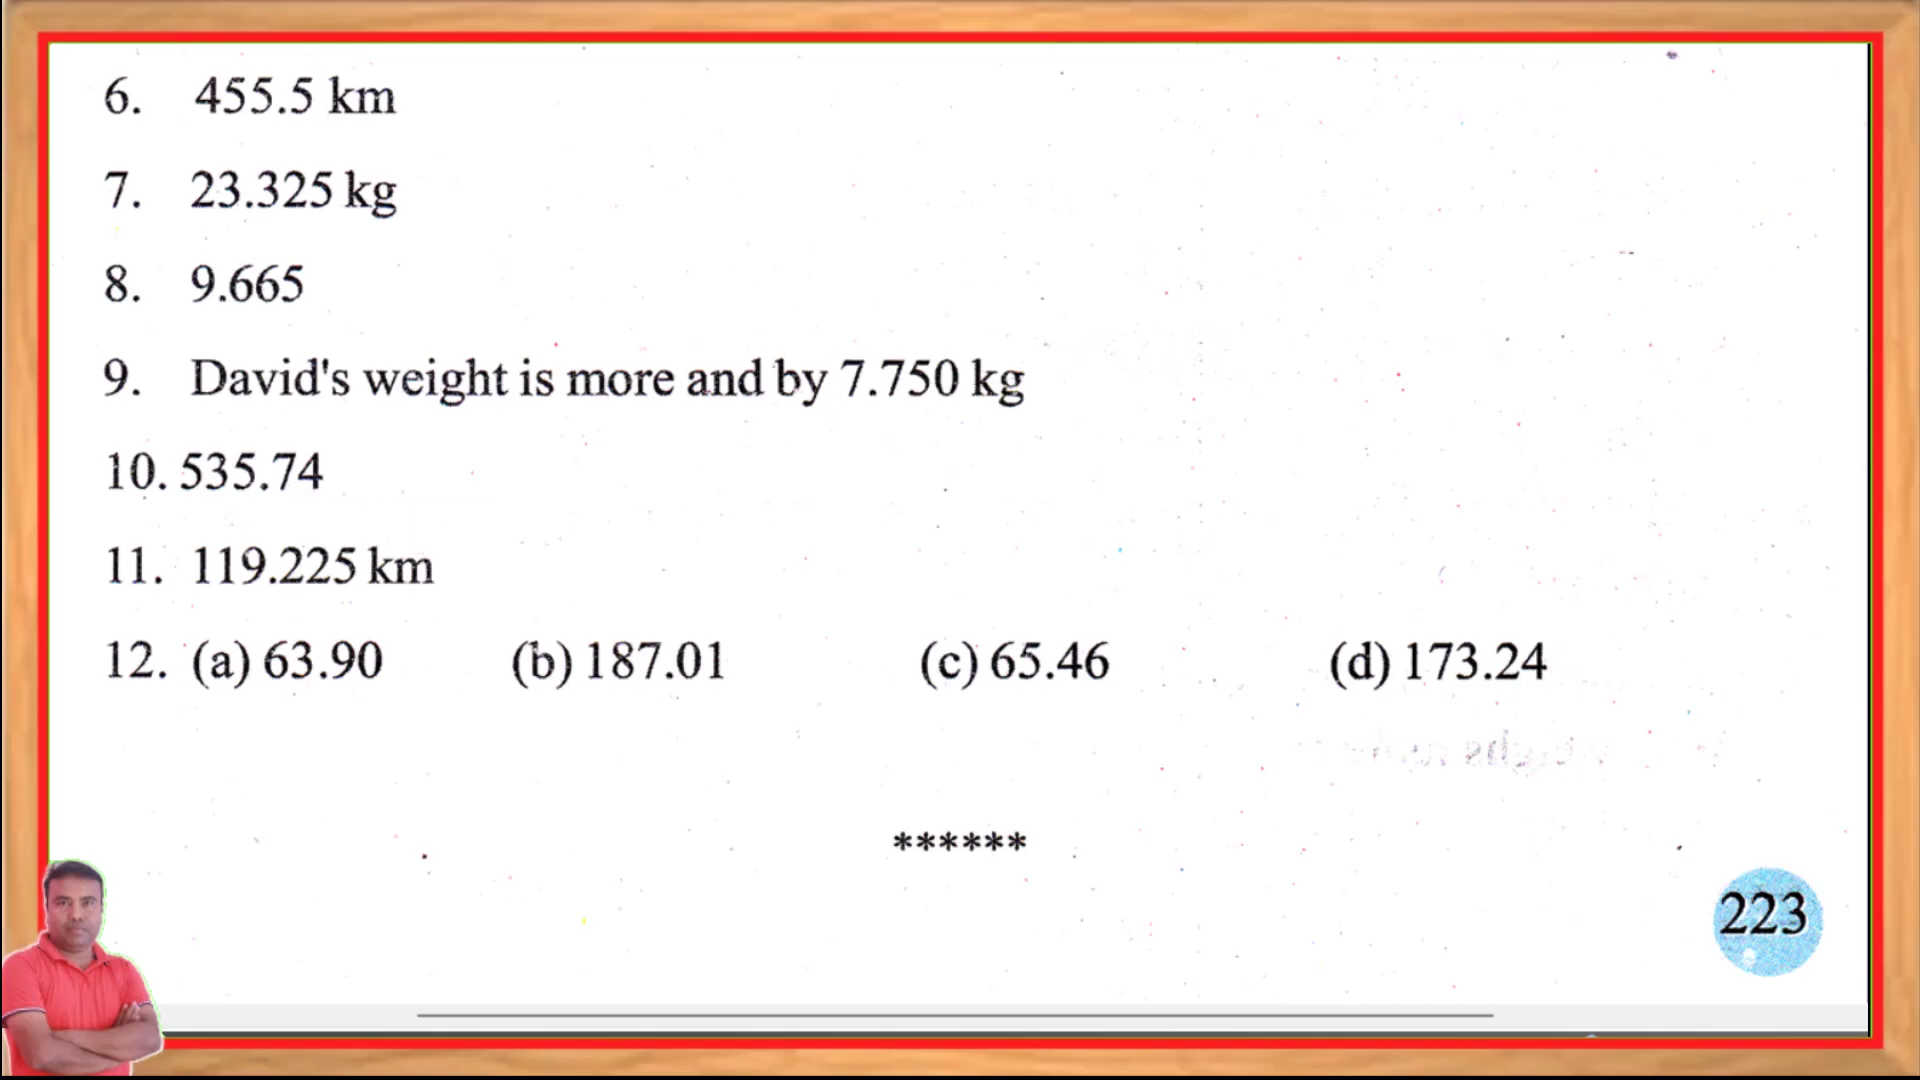 6. 455.5 km
7. 23.325 kg
8. 9.665
9. David's weight is more and by 7.750 kg
10. 535.74
11. 119.225 km
12. (a) 63.90 (b) 187.01 (c) 65.46 (d) 173.24
******
223